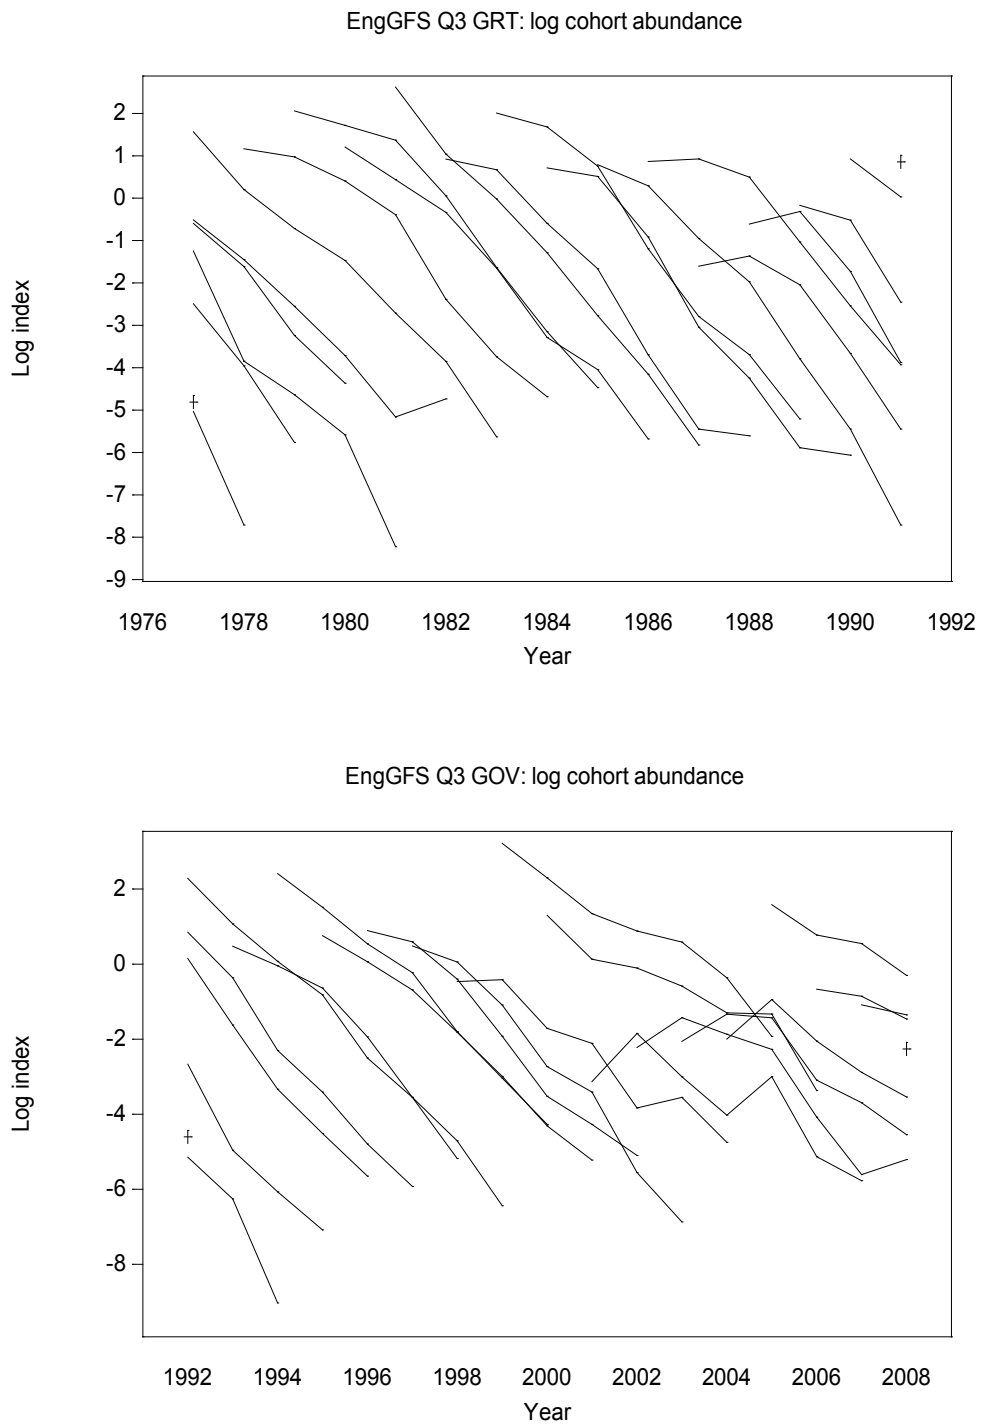 EngGFS Q3 GRT: log cohort abundance
Log index
2
1
0
-1
-2
-3
-4
-5
-6
-7
-8
-9
1976 1978 1980 1982 1984 1986 1988 1990 1992
Year
EngGFS Q3 GOV: log cohort abundance
Log index
2
0
-2
-4
-6
-8
1992 1994 1996 1998 2000 2002 2004 2006 2008
Year